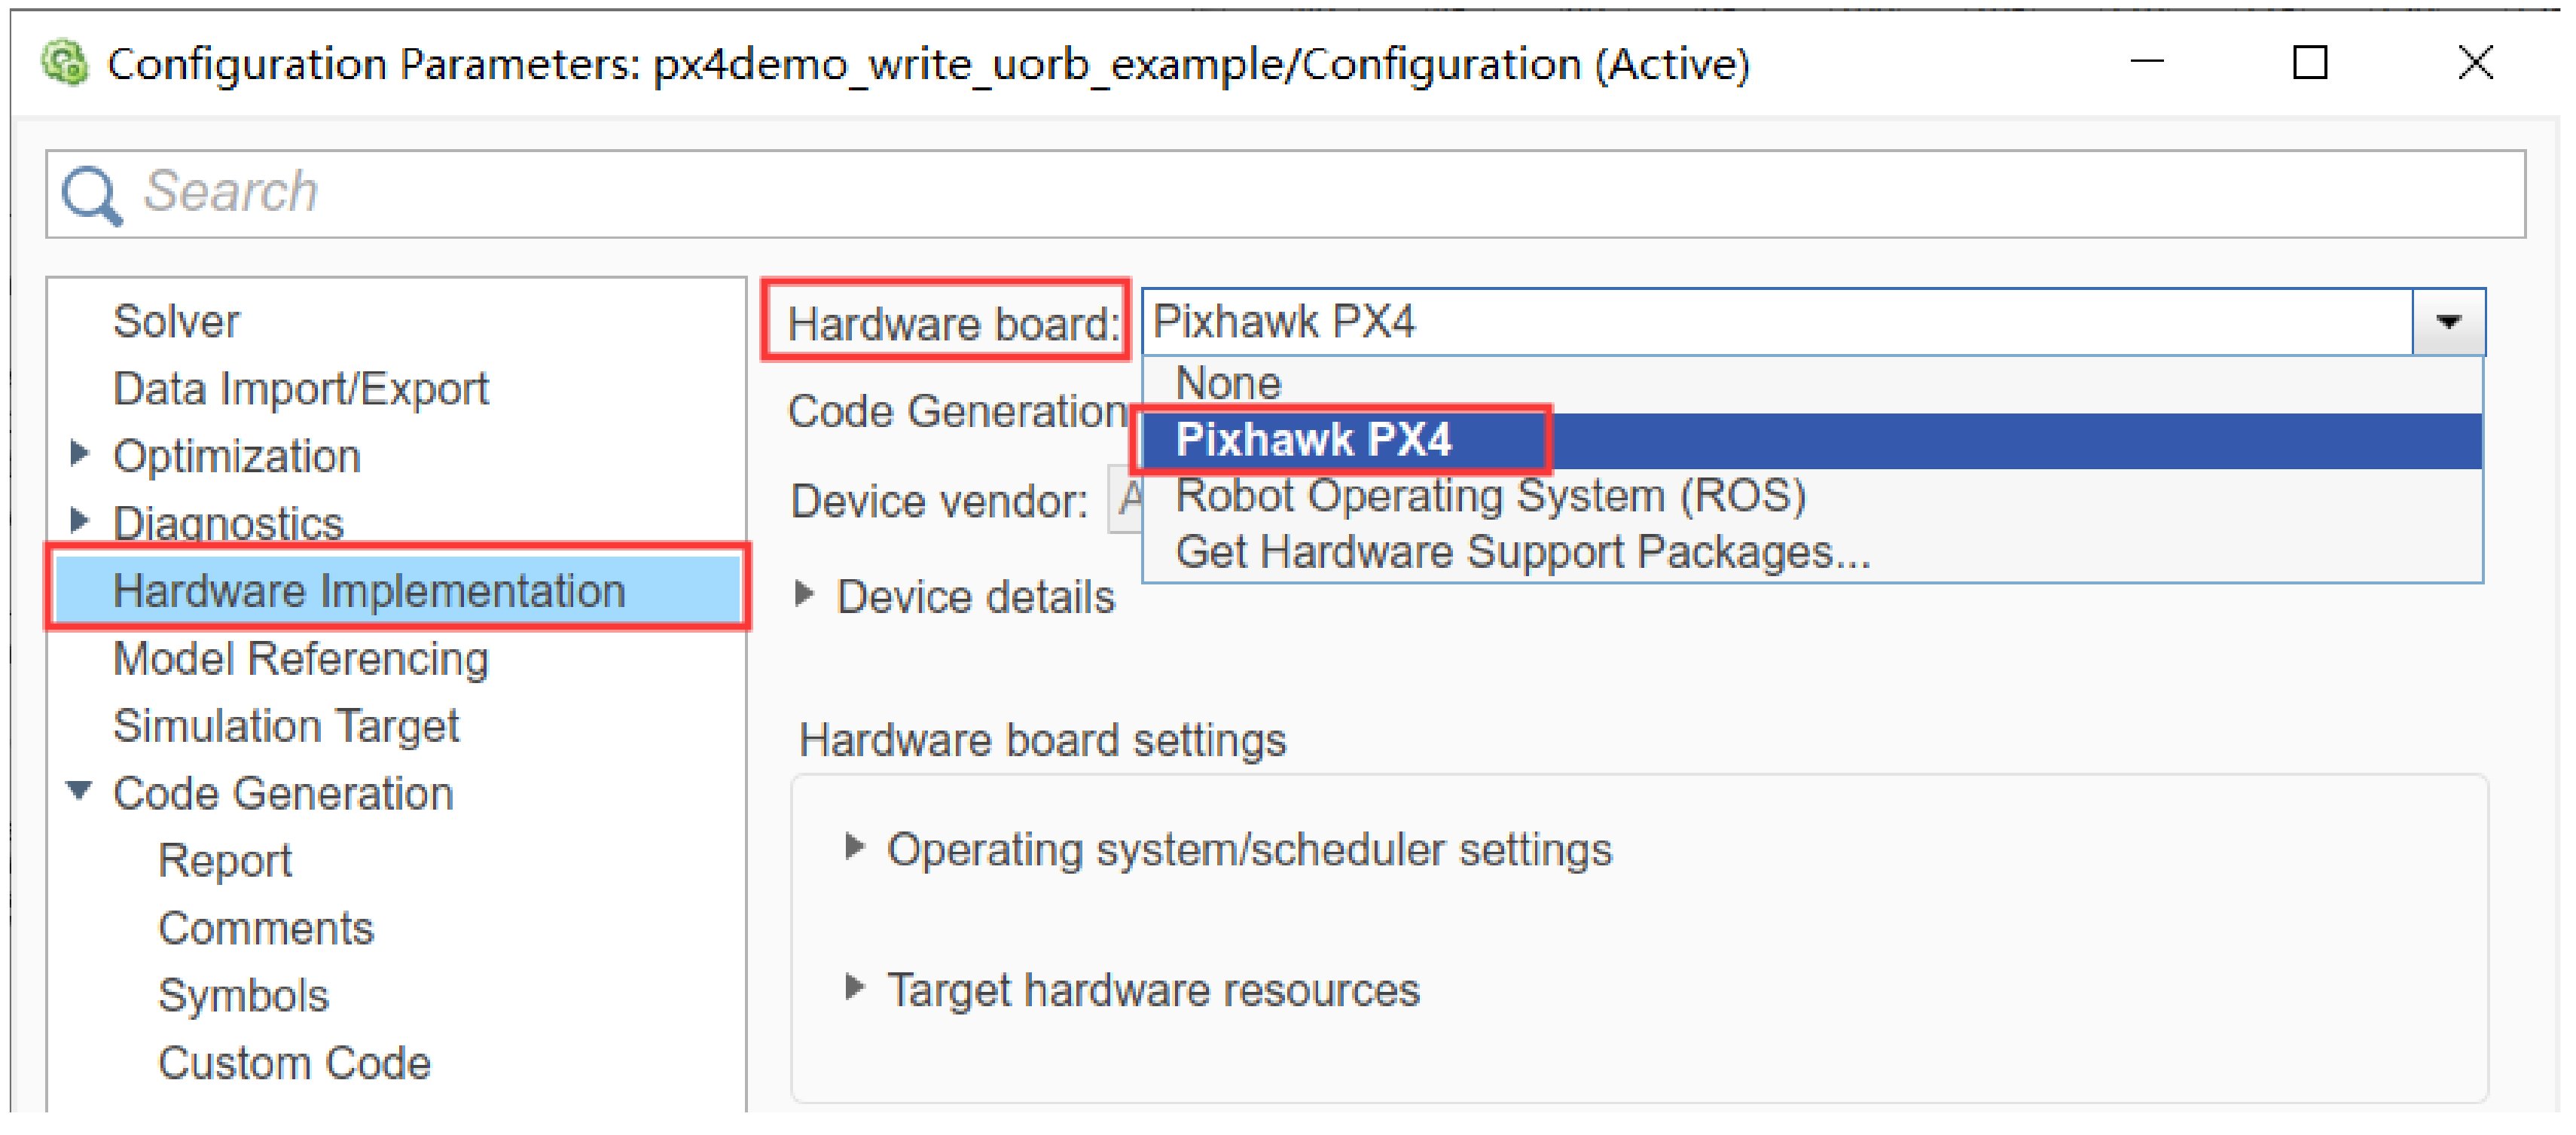 Configuration Parameters: px4demo_write_uorb_example/Configuration (Active)
Search
Solver
Data Import/Export
Optimization
Diagnostics
Hardware Implementation
Model Referencing
Simulation Target
Code Generation
Report
Comments
Symbols
Custom Code
Hardware board: Pixhawk PX4
None
Pixhawk PX4
Robot Operating System (ROS)
Get Hardware Support Packages...
Code Generation
Device vendor: A
Device details
Hardware board settings
Operating system/scheduler settings
Target hardware resources